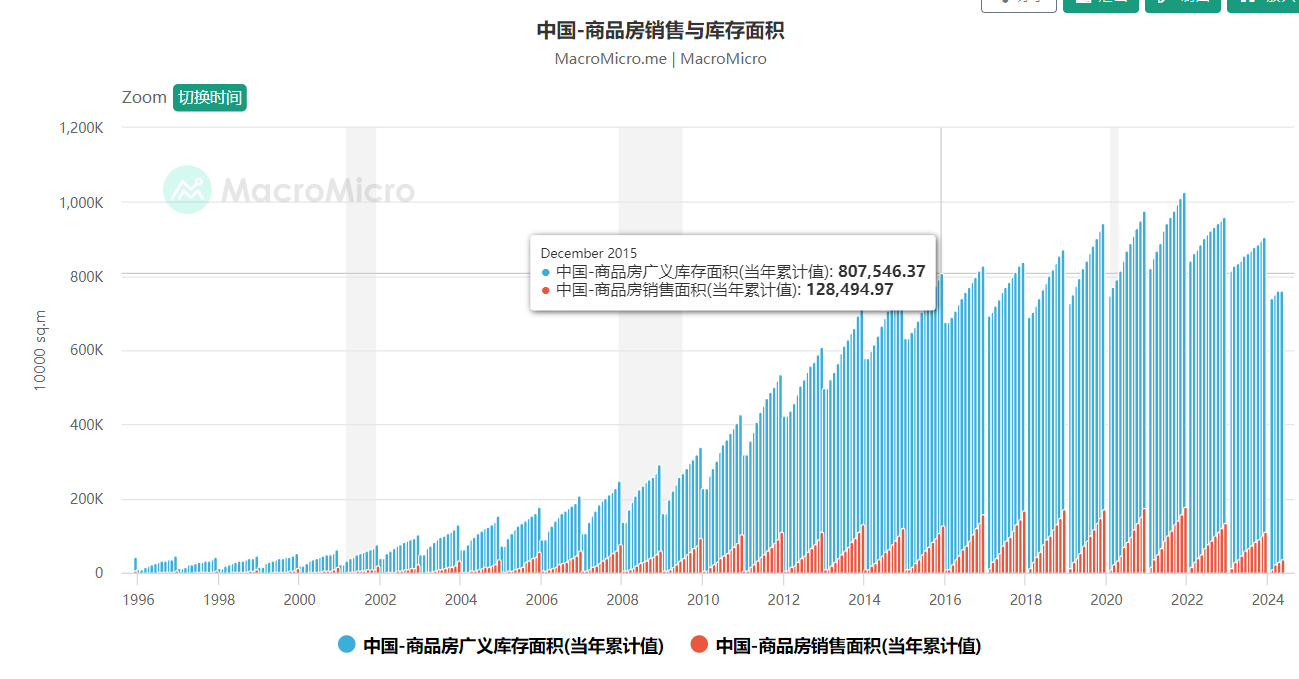 中国-商品房销售与库存面积
MacroMicro.me | MacroMicro
Zoom 切换时间
1,200K
1,000K
800K
600K
400K
200K
0
10000 sq.m
MacroMicro
December 2015
中国-商品房广义库存面积(当年累计值): 807,546.37
中国-商品房销售面积(当年累计值): 128,494.97
1996 1998 2000 2002 2004 2006 2008 2010 2012 2014 2016 2018 2020 2022 2024
中国-商品房广义库存面积(当年累计值) 中国-商品房销售面积(当年累计值)